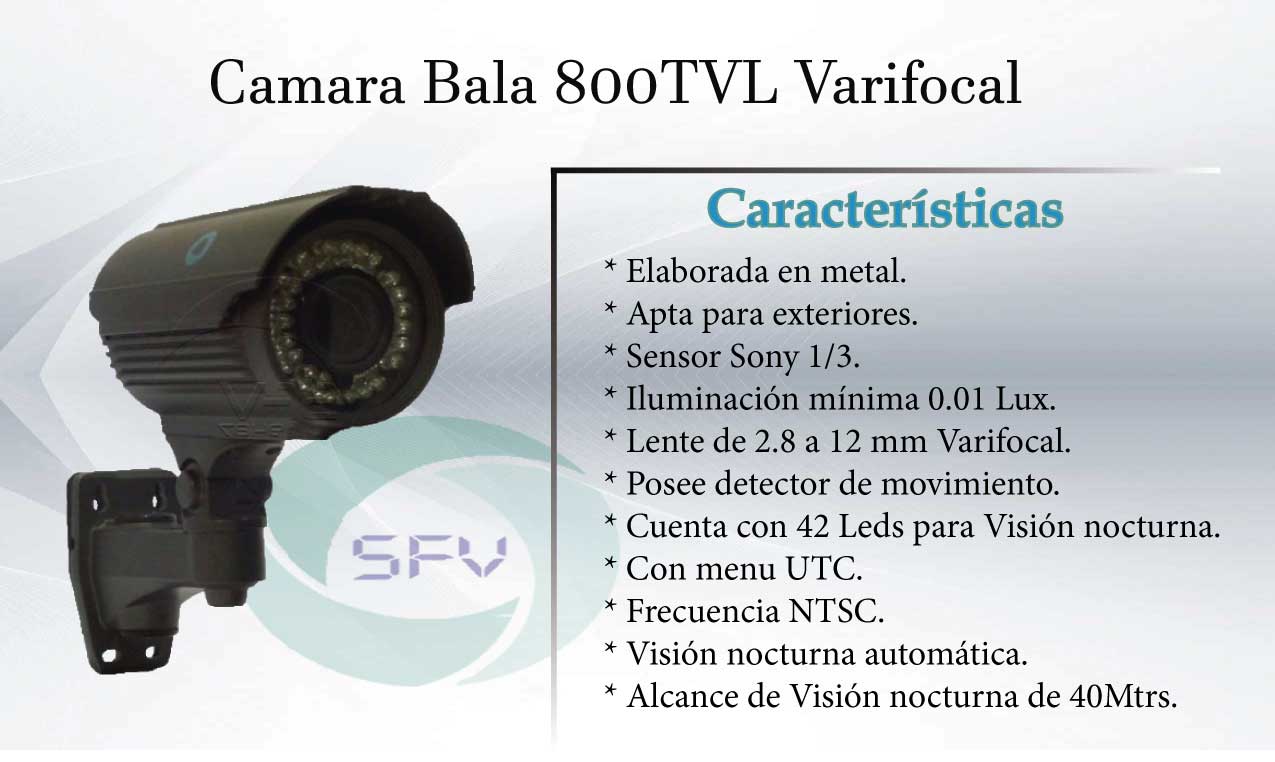 Camara Bala 800TVL Varifocal
Características
* Elaborada en metal.
* Apta para exteriores.
* Sensor Sony 1/3.
* Iluminación mínima 0.01 Lux.
* Lente de 2.8 a 12 mm Varifocal.
* Posee detector de movimiento.
* Cuenta con 42 Leds para Visión nocturna.
* Con menu UTC.
* Frecuencia NTSC.
* Visión nocturna automática.
* Alcance de Visión nocturna de 40Mtrs.
SFV